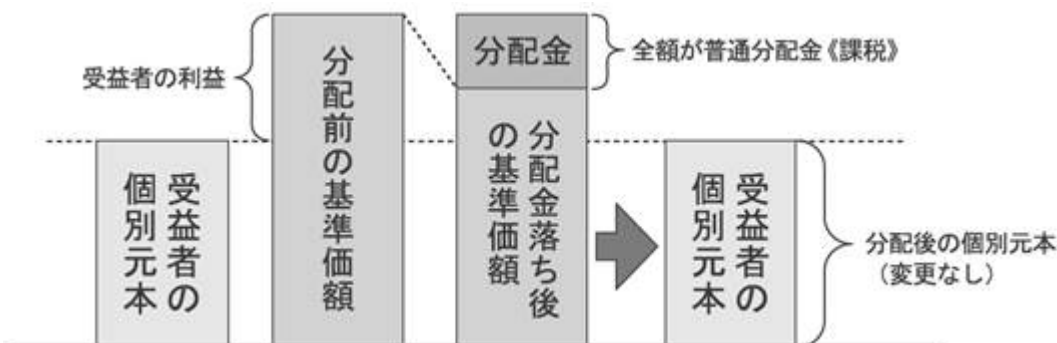 受益者の利益
受益者の
個別元本
分配前の基準価額
分配金
全額が普通分配金《課税》
分配金落ち後
の基準価額
受益者の
個別元本
分配後の個別元本
（変更なし）